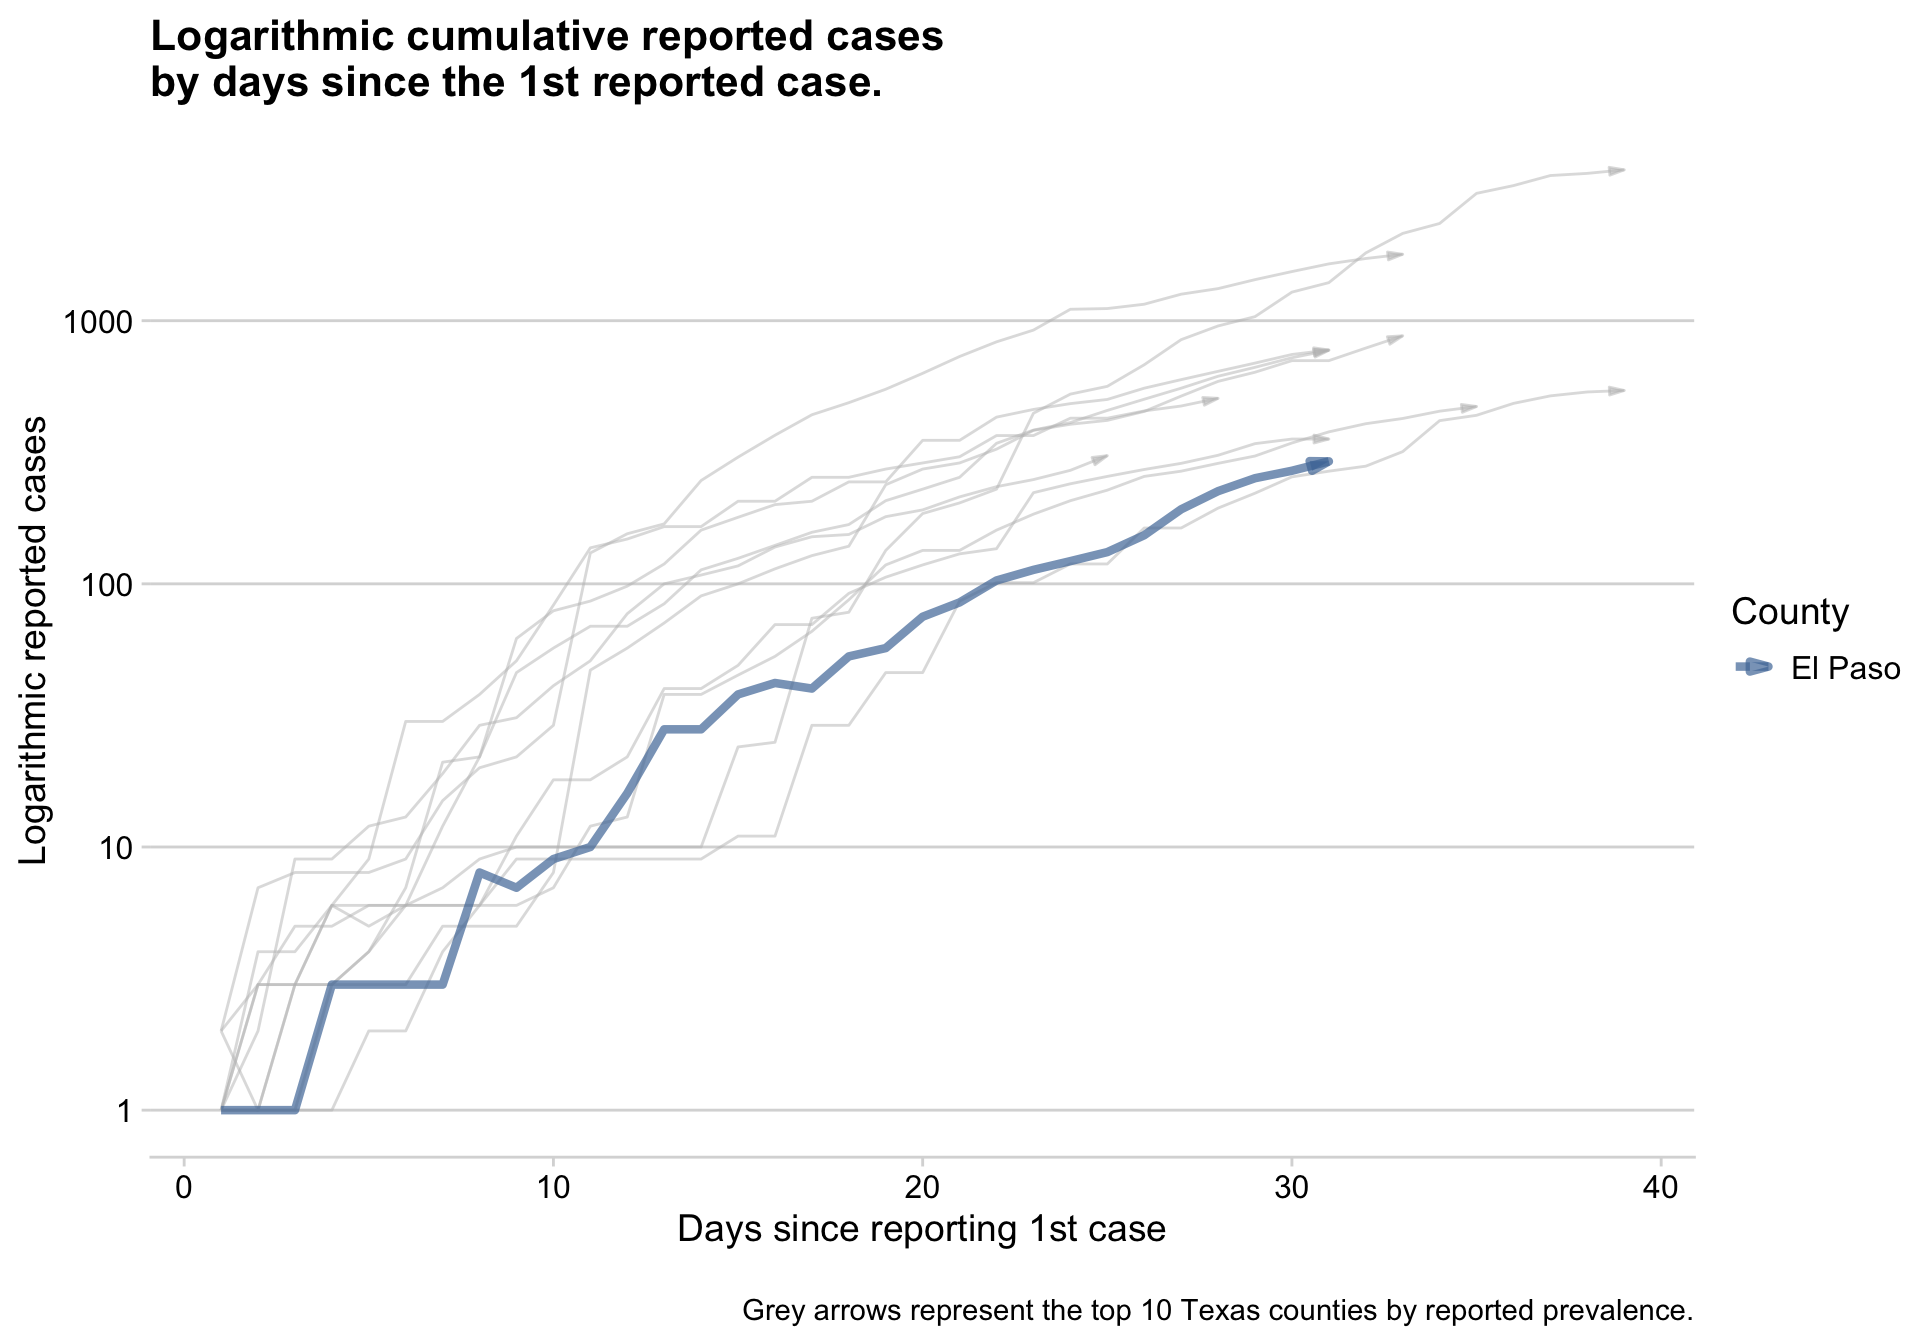 Logarithmic cumulative reported cases
by days since the 1st reported case.
Logarithmic reported cases
1000
100
10
1
0
10
20
30
40
Days since reporting 1st case
County
El Paso
Grey arrows represent the top 10 Texas counties by reported prevalence.